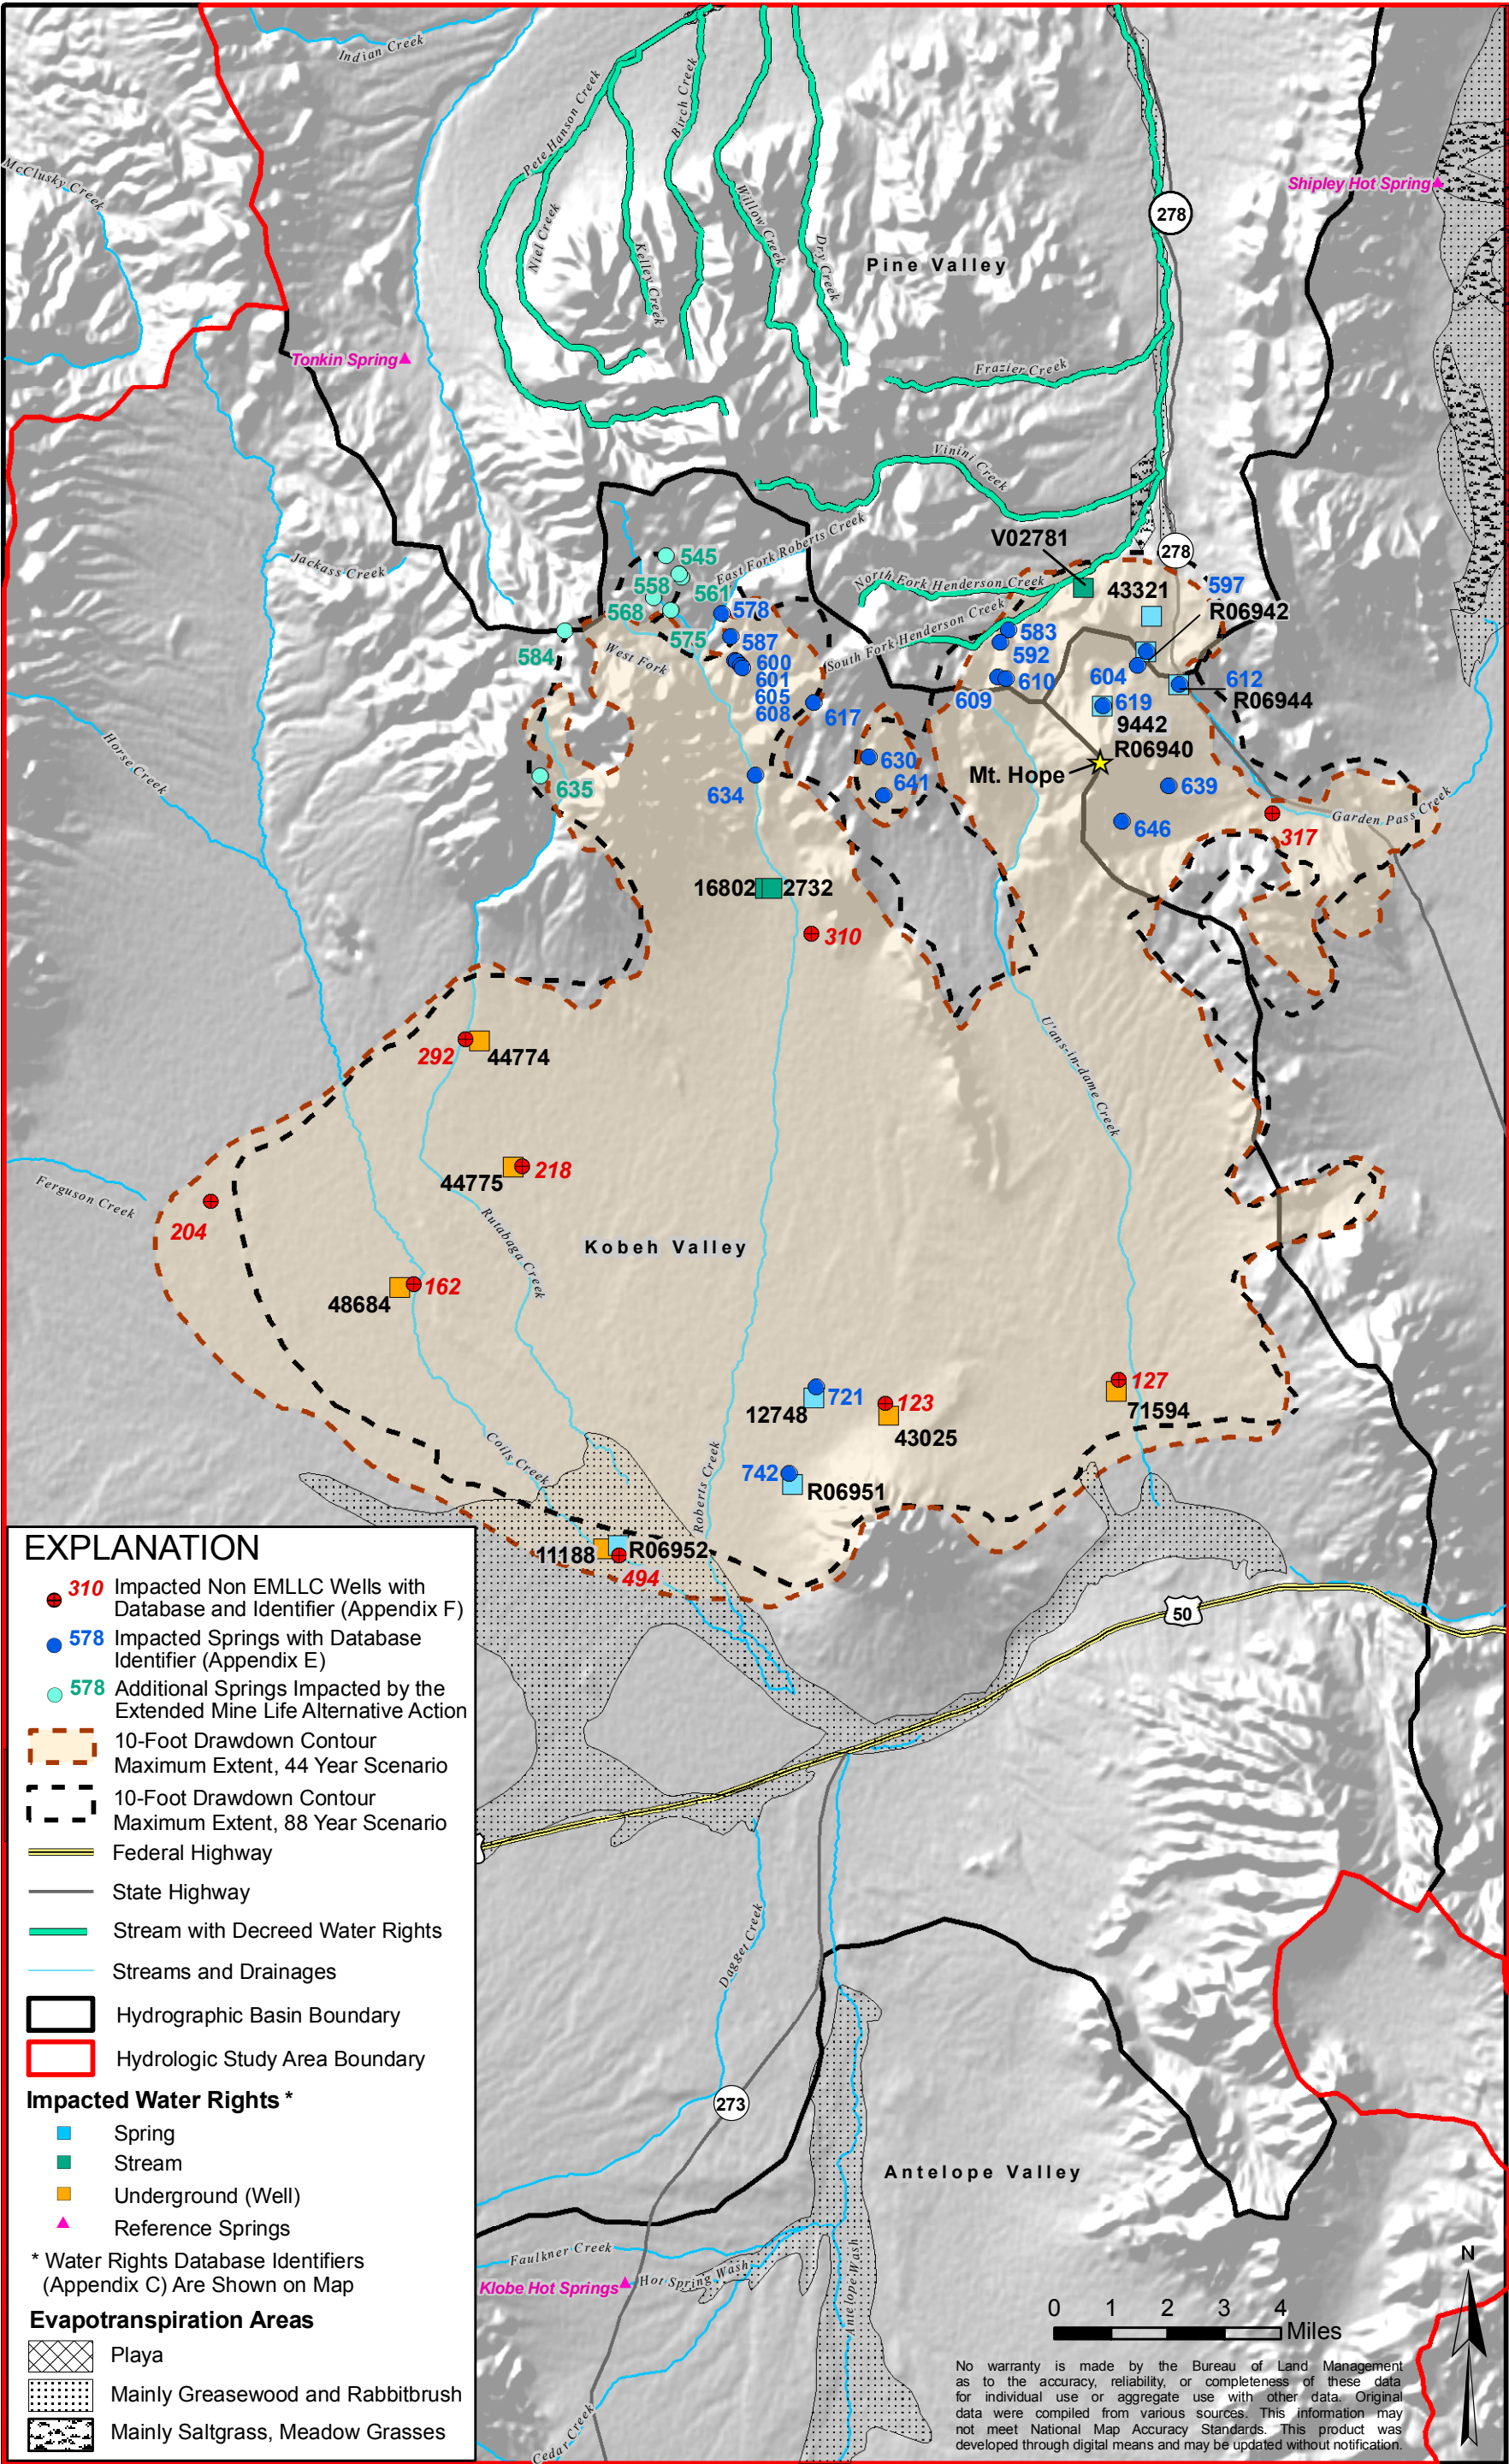 Indian Creek
McClusky Creek
Pete Hanson Creek
Birch Creek
Niel Creek
Kelley Creek
Willow Creek
Dry Creek
278
Shipley Hot Spring
Pine Valley
Tonkin Spring
Frazier Creek
Vinini Creek
Jackass Creek
East Fork Roberts Creek
North Fork Henderson Creek
South Fork Henderson Creek
West Fork
V02781
278
43321
597
R06942
545
558
561
568
575
584
578
587
600
601
605
608
617
583
592
609
610
604
612
R06944
619
9442
R06940
Mt. Hope
630
641
639
646
634
635
317
Garden Pass Creek
Horse Creek
16802
2732
310
292
44774
U'ans-in-dame Creek
44775
218
Ferguson Creek
204
Rutabaga Creek
Kobeh Valley
48684
162
12748
721
123
43025
127
71594
742
R06951
Coils Creek
Roberts Creek
11188
R06952
494
50
Dagget Creek
273
Antelope Valley
Faulkner Creek
Klobe Hot Springs
Hot Spring Wash
Antelope Wash
Cedar Creek
EXPLANATION
310 Impacted Non EMLLC Wells with
Database and Identifier (Appendix F)
578 Impacted Springs with Database
Identifier (Appendix E)
578 Additional Springs Impacted by the
Extended Mine Life Alternative Action
10-Foot Drawdown Contour
Maximum Extent, 44 Year Scenario
10-Foot Drawdown Contour
Maximum Extent, 88 Year Scenario
Federal Highway
State Highway
Stream with Decreed Water Rights
Streams and Drainages
Hydrographic Basin Boundary
Hydrologic Study Area Boundary
Impacted Water Rights *
Spring
Stream
Underground (Well)
Reference Springs
* Water Rights Database Identifiers
(Appendix C) Are Shown on Map
Evapotranspiration Areas
Playa
Mainly Greasewood and Rabbitbrush
Mainly Saltgrass, Meadow Grasses
N
0 1 2 3 4
Miles
No warranty is made by the Bureau of Land Management
as to the accuracy, reliability, or completeness of these data
for individual use or aggregate use with other data. Original
data were compiled from various sources. This information may
not meet National Map Accuracy Standards. This product was
developed through digital means and may be updated without notification.